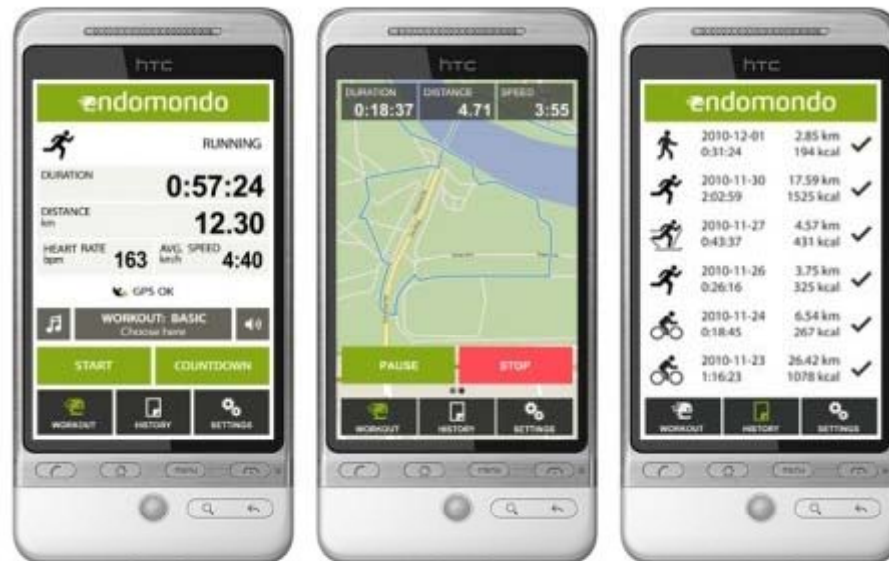 htc
endomondo
RUNNING
DURATION
0:57:24
DISTANCE
km
12.30
HEART RATE
bpm
163
AVG. SPEED
km/h
4:40
GPS OK
WORKOUT: BASIC
Choose here
START
COUNTDOWN
WORKOUT
HISTORY
SETTINGS
menu
htc
DURATION DISTANCE SPEED
0:18:37 4.71 3:55
PAUSE
STOP
WORKOUT
HISTORY
SETTINGS
menu
htc
endomondo
2010-12-01 2.85 km
0:31:24 194 kcal
2010-11-30 17.59 km
2:02:59 1525 kcal
2010-11-27 4.57 km
0:43:37 431 kcal
2010-11-26 3.75 km
0:26:16 325 kcal
2010-11-24 6.54 km
0:18:45 267 kcal
2010-11-23 26.42 km
1:16:23 1078 kcal
WORKOUT
HISTORY
SETTINGS
menu